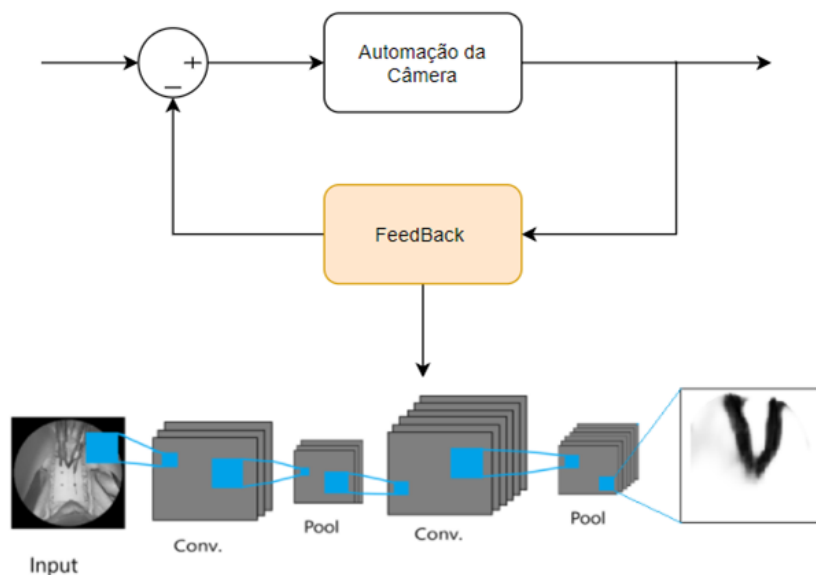 Automação da
Câmera
+
−
FeedBack
Input
Conv.
Pool
Conv.
Pool